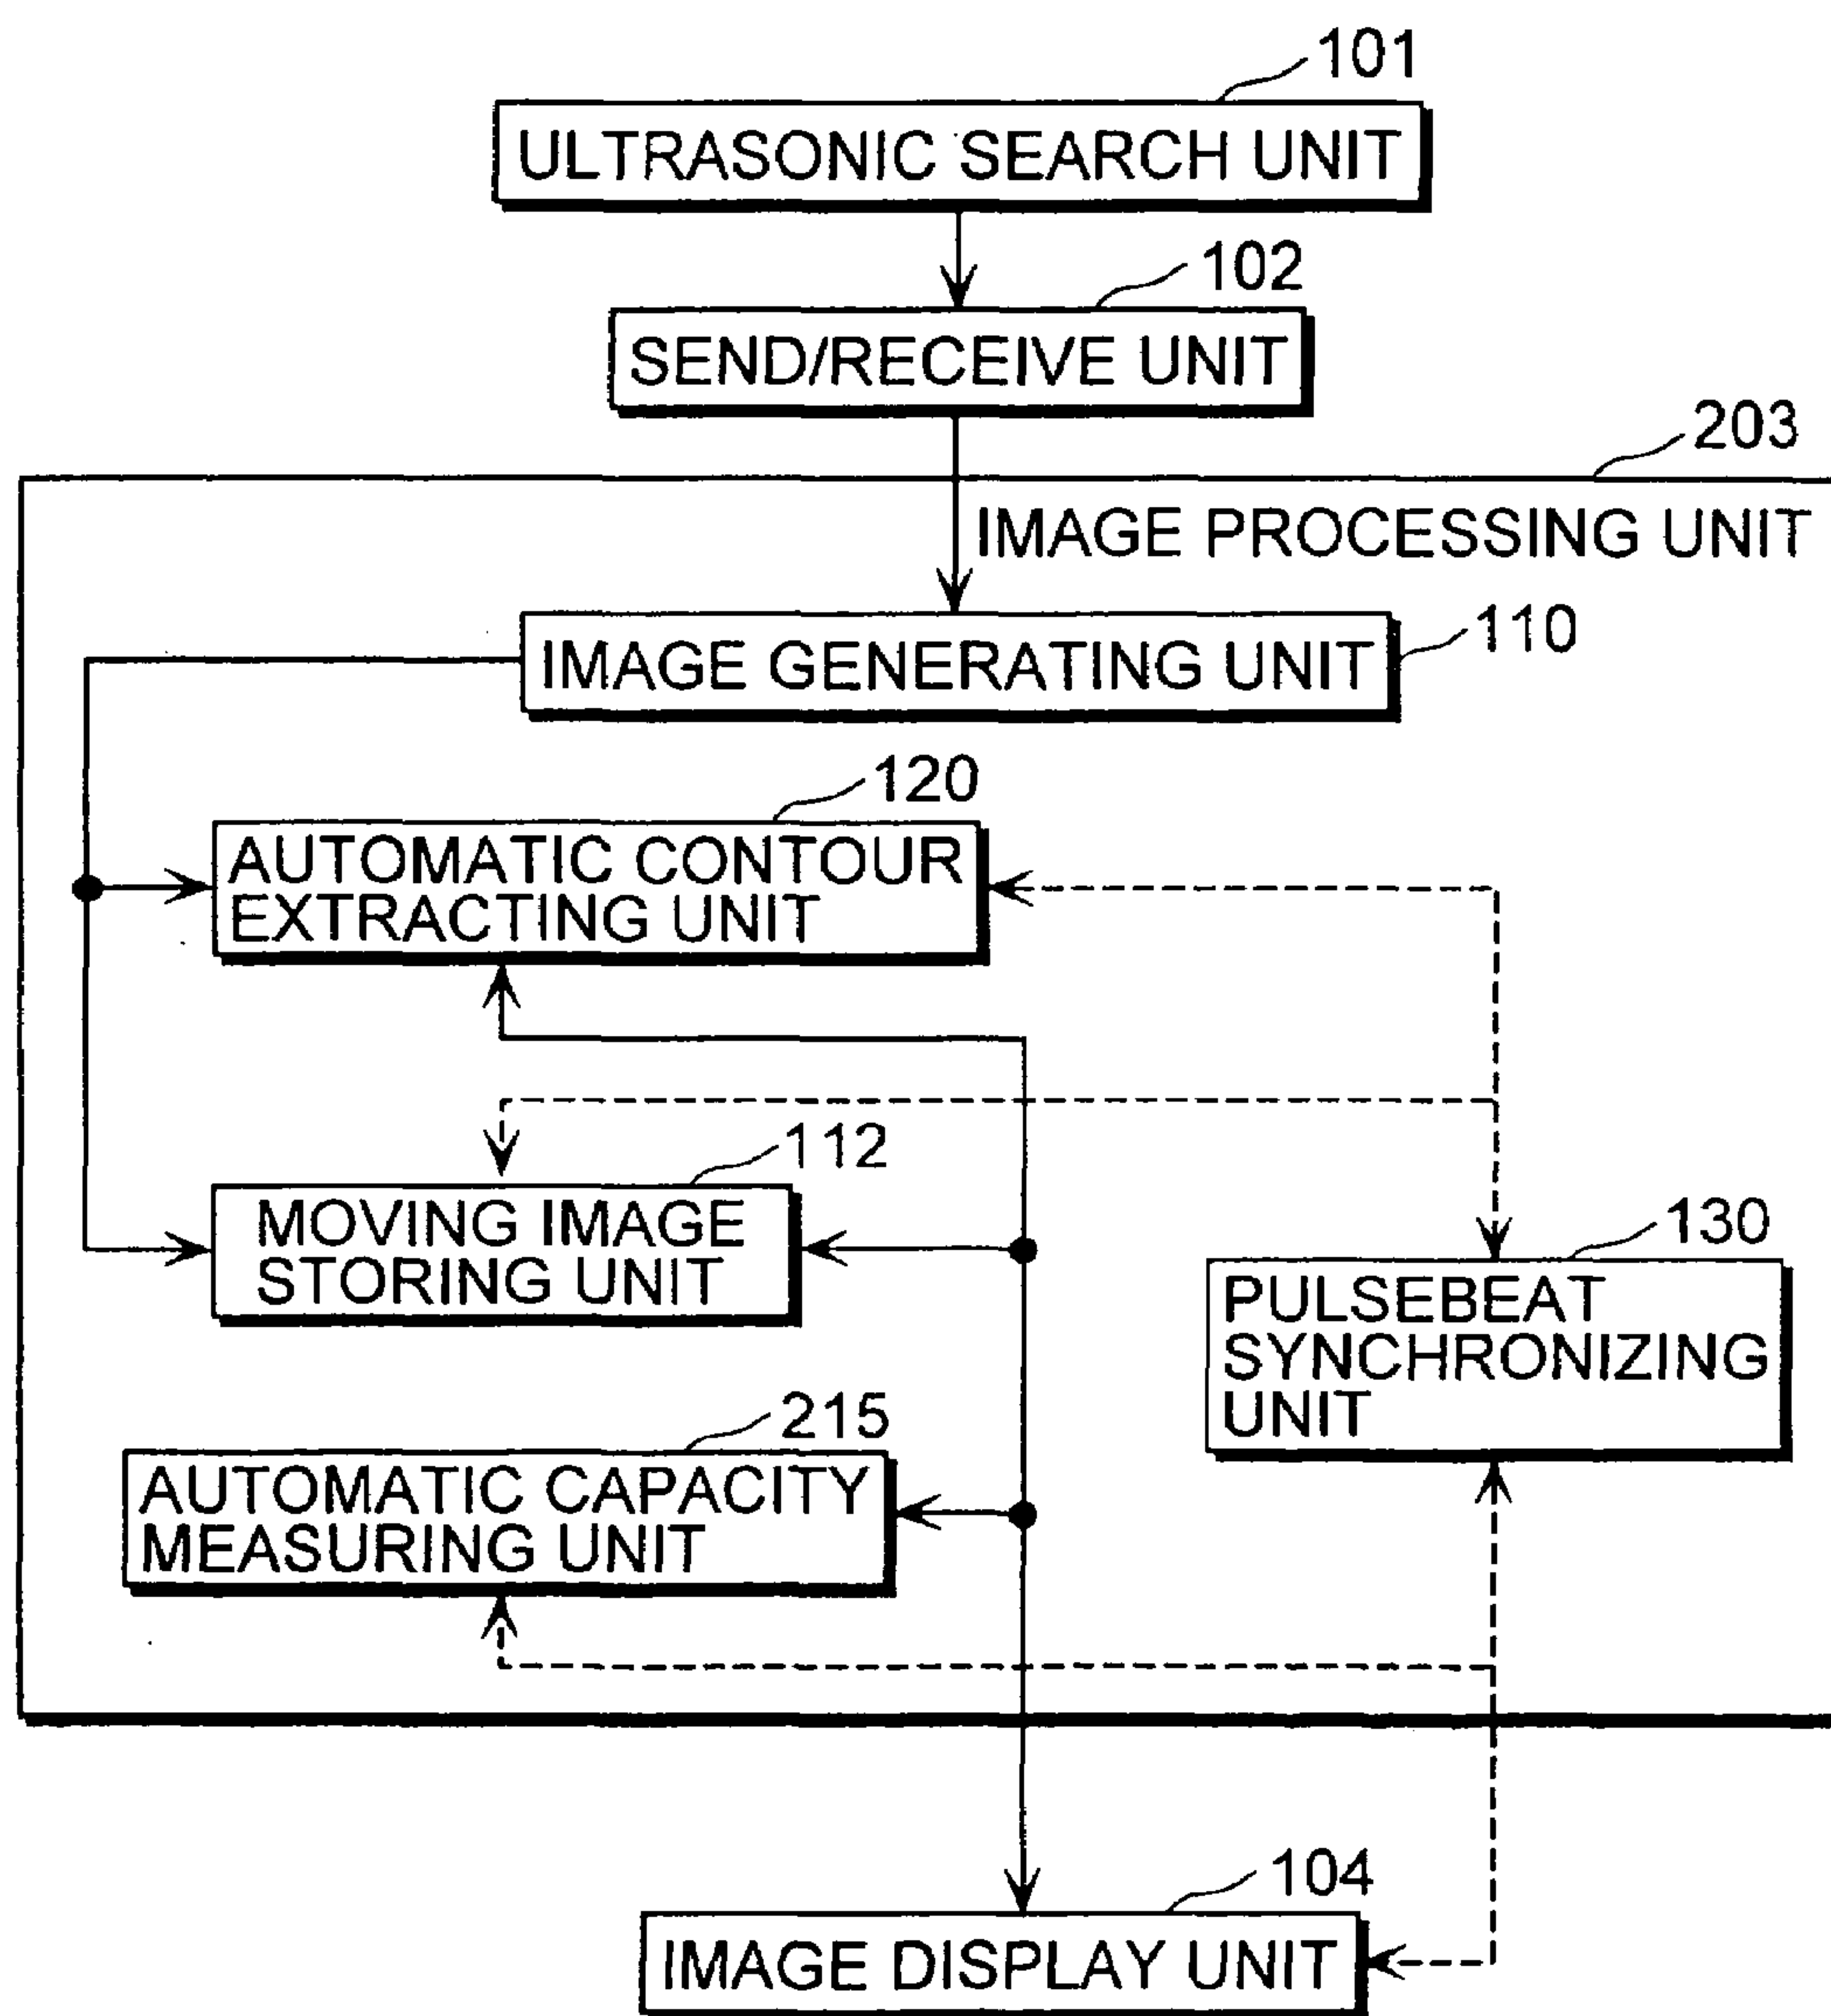 101
ULTRASONIC SEARCH UNIT
102
SEND/RECEIVE UNIT
203
IMAGE PROCESSING UNIT
110
IMAGE GENERATING UNIT
120
AUTOMATIC CONTOUR
EXTRACTING UNIT
112
MOVING IMAGE
STORING UNIT
130
PULSEBEAT
SYNCHRONIZING
UNIT
215
AUTOMATIC CAPACITY
MEASURING UNIT
104
IMAGE DISPLAY UNIT